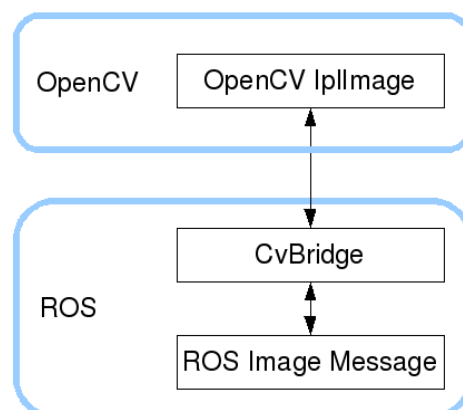 OpenCV
OpenCV IplImage
CvBridge
ROS
ROS Image Message